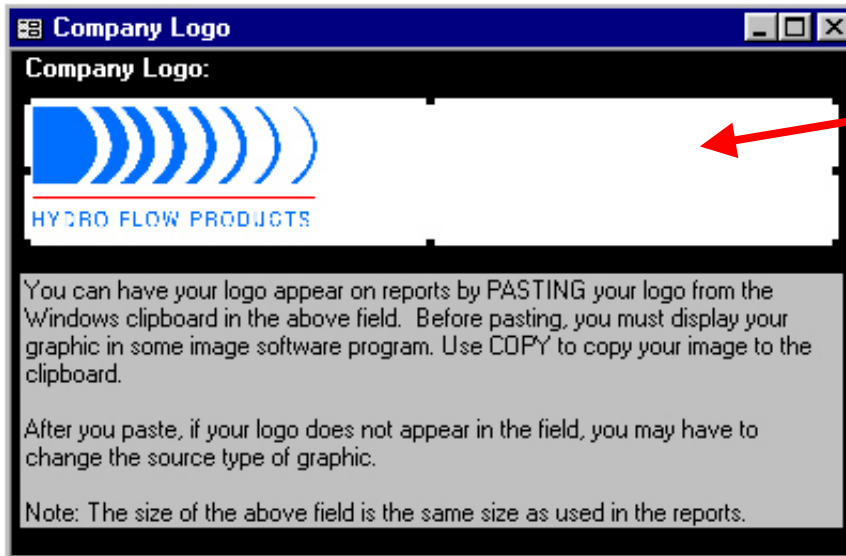 Company Logo
Company Logo:
HYDRO FLOW PRODUCTS
You can have your logo appear on reports by PASTING your logo from the
Windows clipboard in the above field.  Before pasting, you must display your
graphic in some image software program. Use COPY to copy your image to the
clipboard.
After you paste, if your logo does not appear in the field, you may have to
change the source type of graphic.
Note: The size of the above field is the same size as used in the reports.